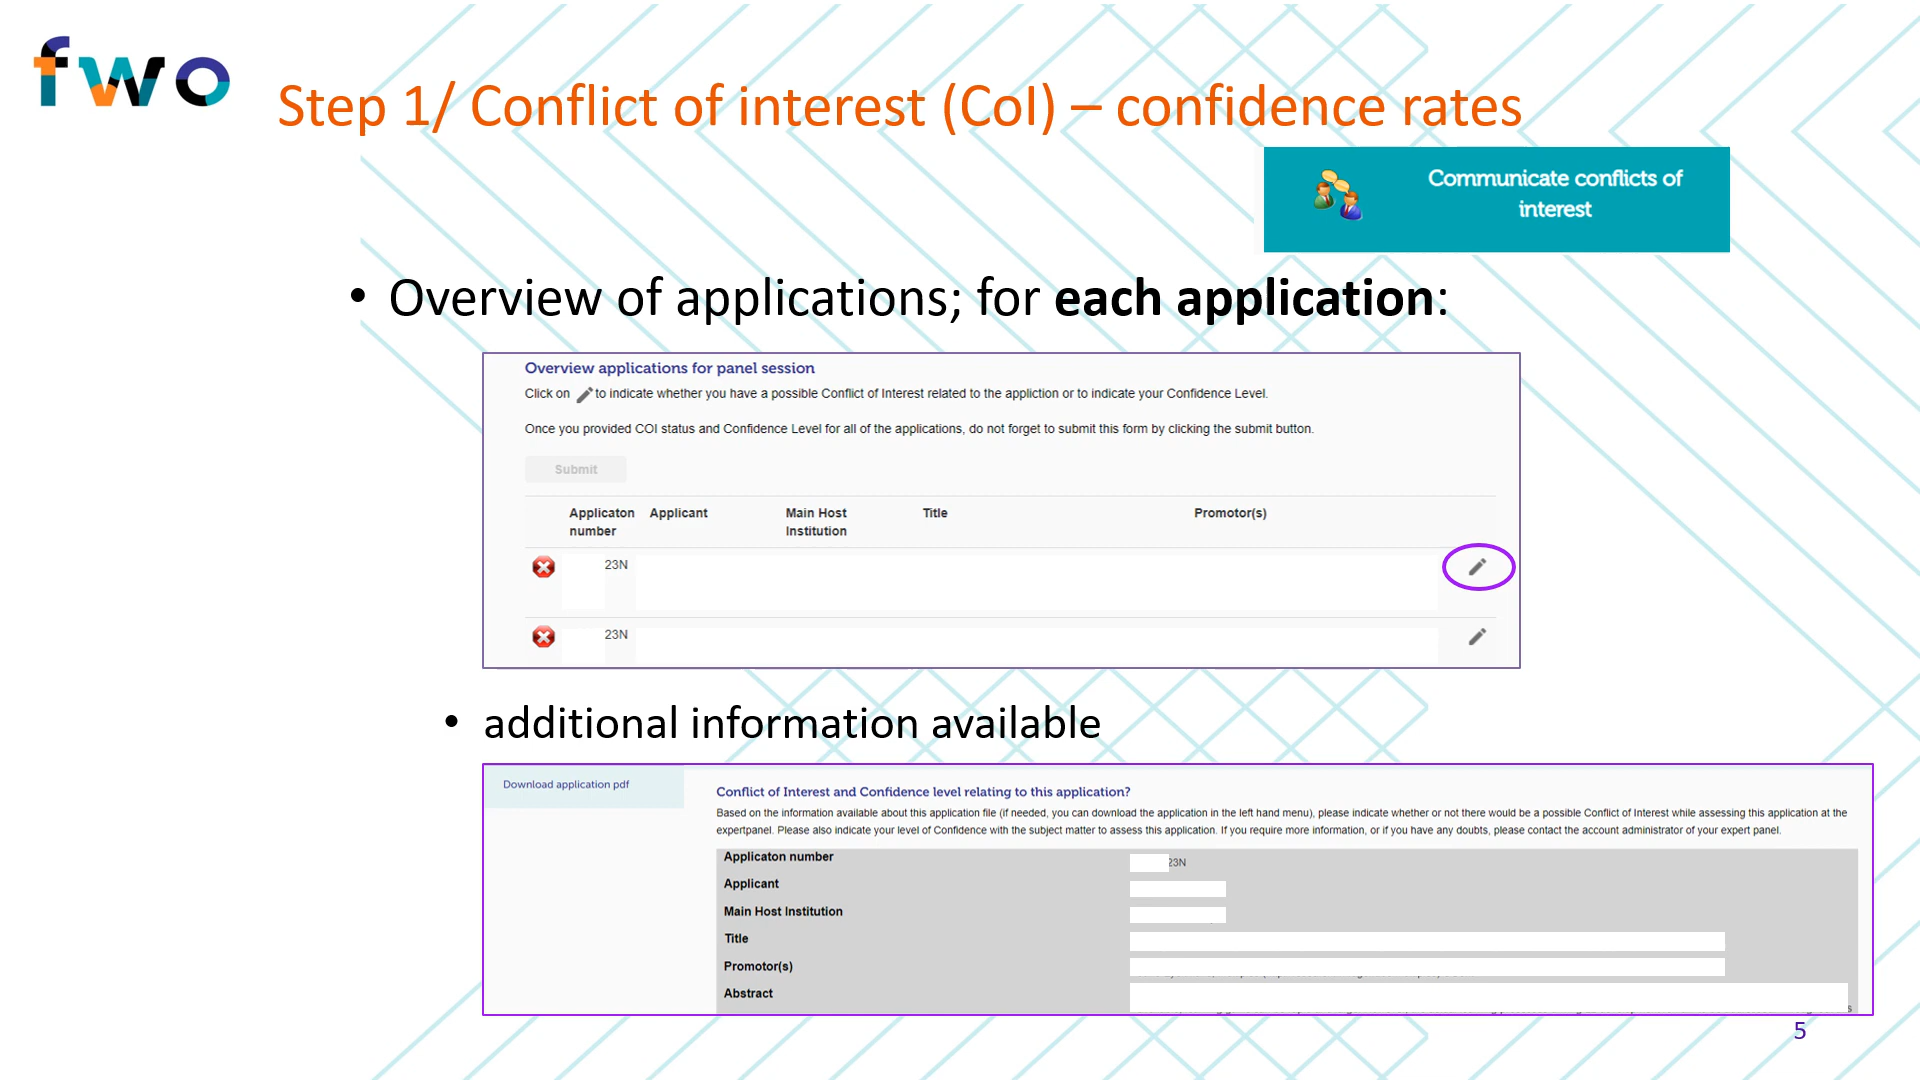 fwo
Step 1/ Conflict of interest (CoI) – confidence rates
Communicate conflicts of
interest
• Overview of applications; for each application:
Overview applications for panel session
Click on to indicate whether you have a possible Conflict of Interest related to the appliction or to indicate your Confidence Level.
Once you provided COI status and Confidence Level for all of the applications, do not forget to submit this form by clicking the submit button.
Submit
Applicaton number Applicant Main Host Institution Title Promotor(s)
23N
23N
• additional information available
Download application pdf
Conflict of Interest and Confidence level relating to this application?
Based on the information available about this application file (if needed, you can download the application in the left hand menu), please indicate whether or not there would be a possible Conflict of Interest while assessing this application at the
expertpanel. Please also indicate your level of Confidence with the subject matter to assess this application. If you require more information, or if you have any doubts, please contact the account administrator of your expert panel.
Applicaton number 23N
Applicant
Main Host Institution
Title
Promotor(s)
Abstract
5